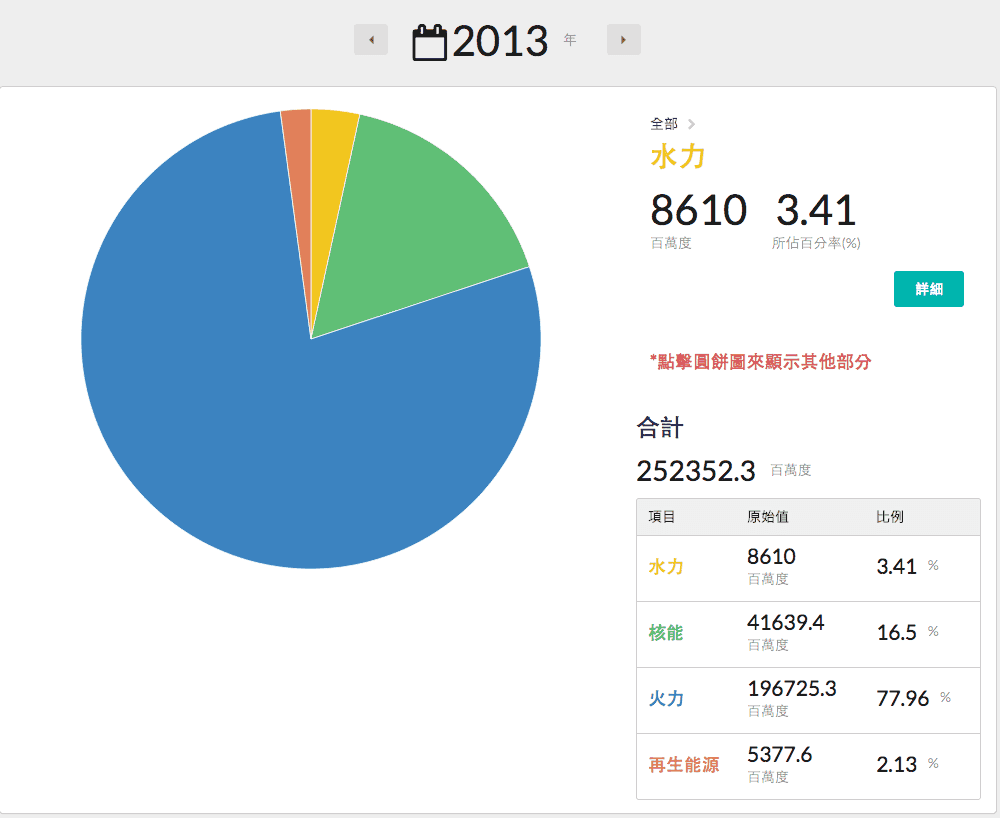 2013 年
全部
水力
8610 3.41
百萬度 所佔百分率(%)
詳細
*點擊圓餅圖來顯示其他部分
合計
252352.3 百萬度
項目 原始值 比例
水力 8610 百萬度 3.41 %
核能 41639.4 百萬度 16.5 %
火力 196725.3 百萬度 77.96 %
再生能源 5377.6 百萬度 2.13 %